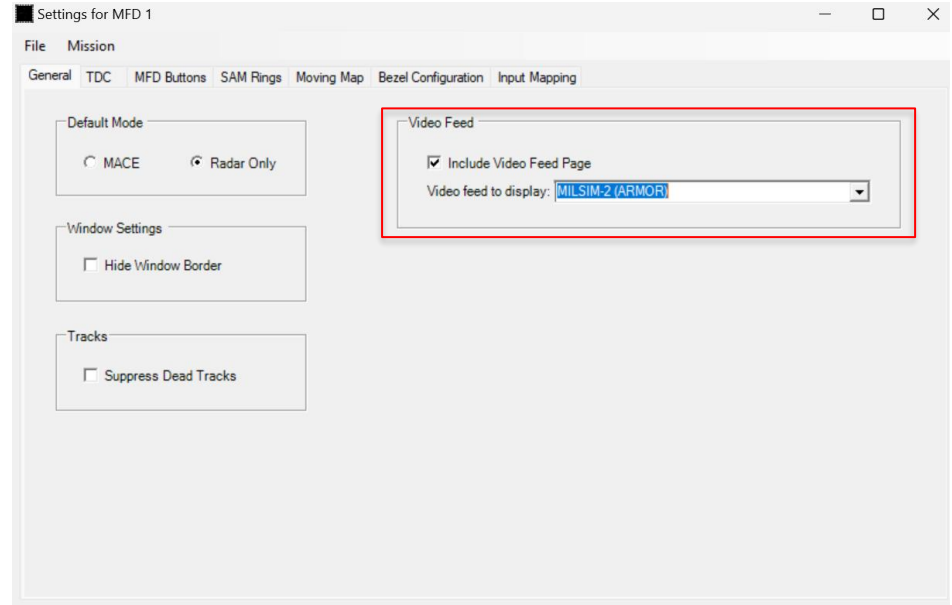 Settings for MFD 1
File Mission
General TDC MFD Buttons SAM Rings Moving Map Bezel Configuration Input Mapping
Default Mode
MACE Radar Only
Video Feed
Include Video Feed Page
Video feed to display: MILSIM-2 (ARMOR)
Window Settings
Hide Window Border
Tracks
Suppress Dead Tracks